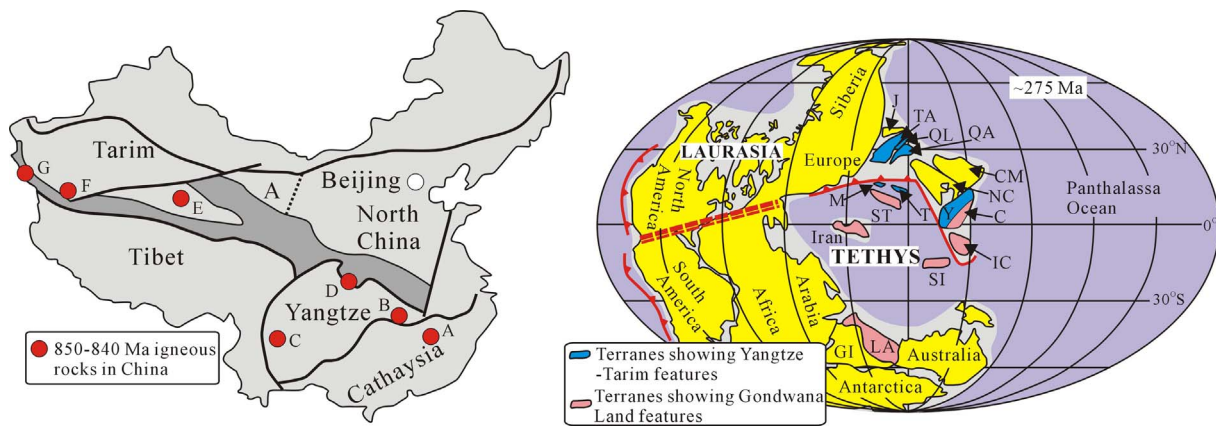 Tarim
G
F
E
A
Beijing
North
China
Tibet
D
Yangtze
B
C
A
Cathaysia
850-840 Ma igneous
rocks in China
~275 Ma
Siberia
J
TA
QL
QA
LAURASIA
30°N
Europe
North
America
CM
NC
M
ST
T
C
Panthalassa
Ocean
0°
Iran
TETHYS
IC
SI
South
America
Africa
Arabia
30°S
GI
LA
Australia
Antarctica
Terranes showing Yangtze
-Tarim features
Terranes showing Gondwana
Land features